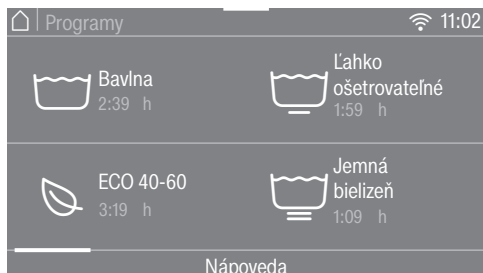 Programy
11:02
Bavlna
2:39 h
Ľahko
ošetrovateľné
1:59 h
ECO 40-60
3:19 h
Jemná
bielizeň
1:09 h
Nápoveda